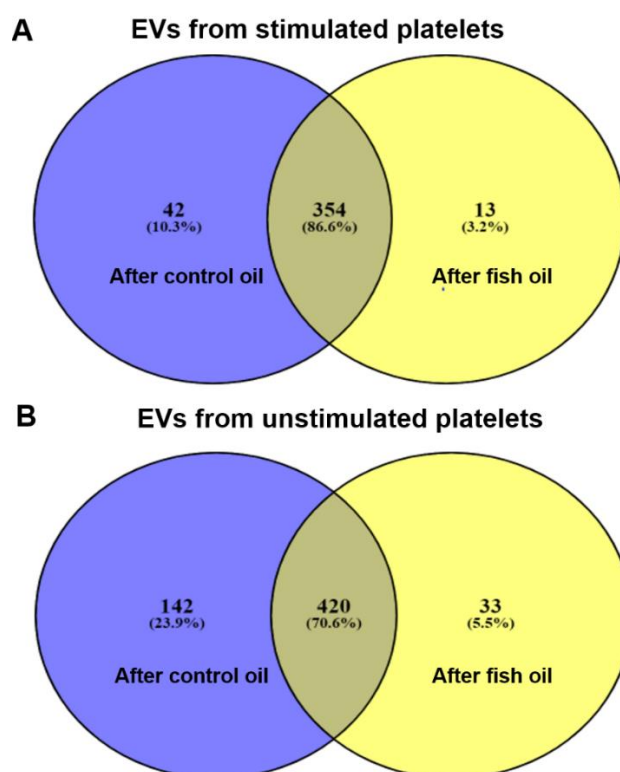 A
EVs from stimulated platelets
42
(10.3%)
354
(86.6%)
13
(3.2%)
After control oil
After fish oil
B
EVs from unstimulated platelets
142
(23.9%)
420
(70.6%)
33
(5.5%)
After control oil
After fish oil